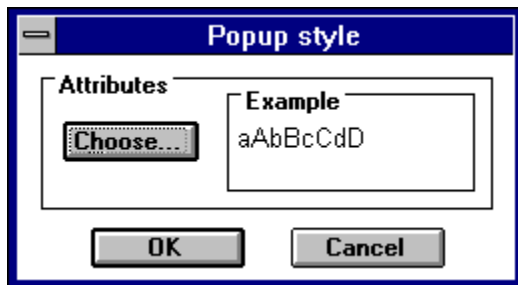 Popup style
Attributes
Example
Choose...
aAbBcCdD
OK
Cancel